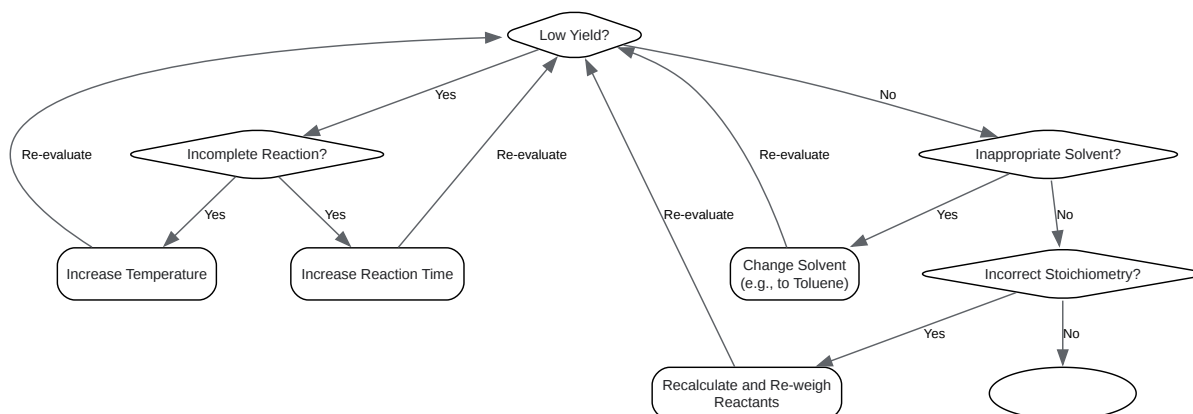 Low Yield?
Yes
No
Re-evaluate
Incomplete Reaction?
Re-evaluate
Re-evaluate
Inappropriate Solvent?
Yes
Yes
Re-evaluate
Yes
No
Increase Temperature
Increase Reaction Time
Change Solvent
(e.g., to Toluene)
Incorrect Stoichiometry?
Yes
No
Recalculate and Re-weigh
Reactants